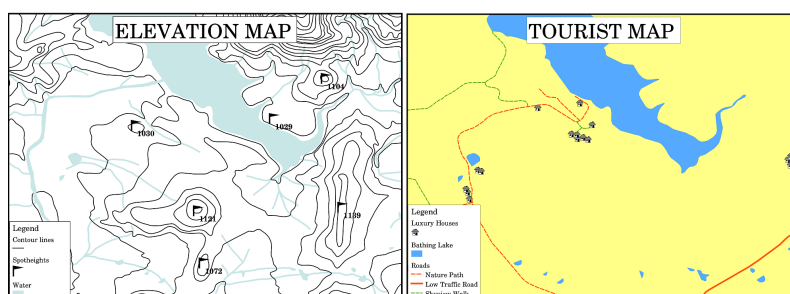 ELEVATION MAP
1104
1029
1030
1131
1139
1072
Legend
Contour lines
Spotheights
Water
TOURIST MAP
Legend
Luxury Houses
Bathing Lake
Roads
Nature Path
Low Traffic Road